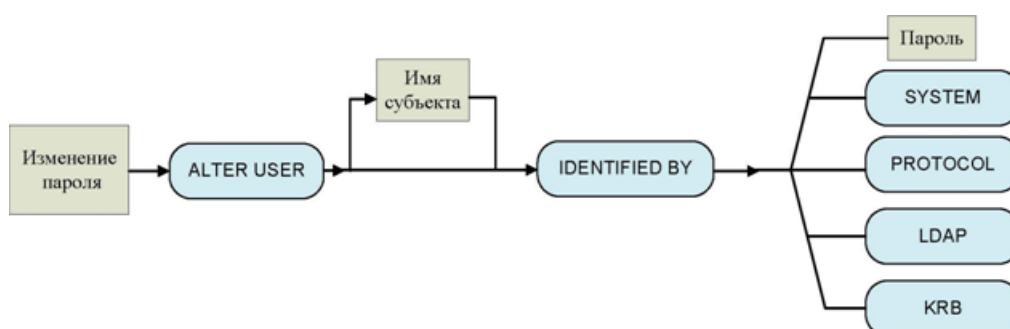 Изменение
пароля
ALTER USER
Имя
субъекта
IDENTIFIED BY
Пароль
SYSTEM
PROTOCOL
LDAP
KRB